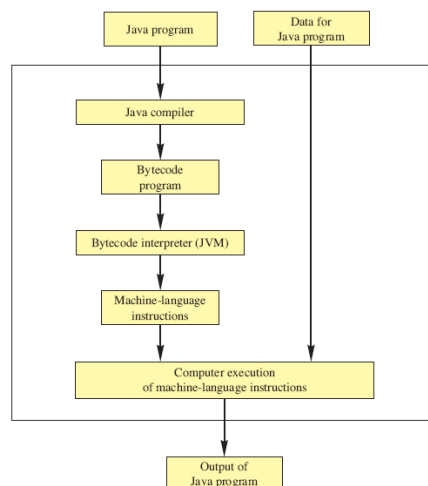 Java program
Data for
Java program
Java compiler
Bytecode
program
Bytecode interpreter (JVM)
Machine-language
instructions
Computer execution
of machine-language instructions
Output of
Java program